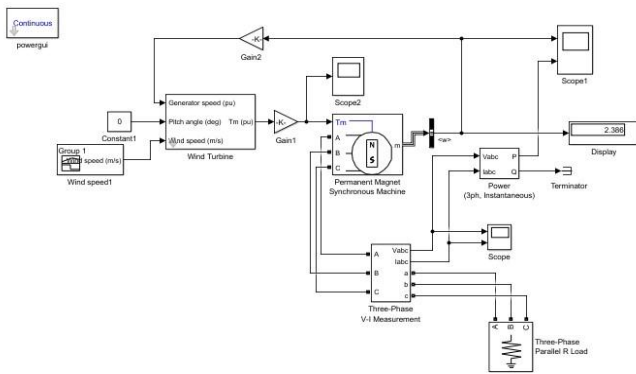 Continuous
powergui
-K-
Gain2
Scope1
Scope2
0
Constant1
Generator speed (pu)
Pitch angle (deg)
Tm (pu)
Wind speed (m/s)
Wind Turbine
-K-
Gain1
Group 1
Wind speed (m/s)
Wind speed1
Tm
A
B
C
m
N
S
Permanent Magnet
Synchronous Machine
<w>
2.386
Display
Vabc
P
Iabc
Q
Power
(3ph, Instantaneous)
Terminator
Scope
Vabc
Iabc
A
a
B
b
C
c
Three-Phase
V-I Measurement
A
B
C
Three-Phase
Parallel R Load